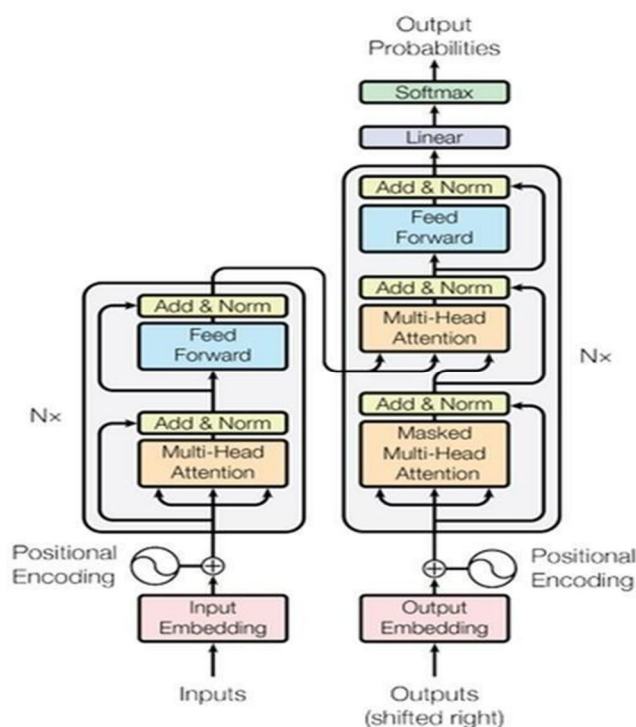 Output
Probabilities
Softmax
Linear
Add & Norm
Feed
Forward
Add & Norm
Multi-Head
Attention
Nx
Add & Norm
Masked
Multi-Head
Attention
Add & Norm
Feed
Forward
Nx
Add & Norm
Multi-Head
Attention
Positional
Encoding
Positional
Encoding
Input
Embedding
Output
Embedding
Inputs
Outputs
(shifted right)